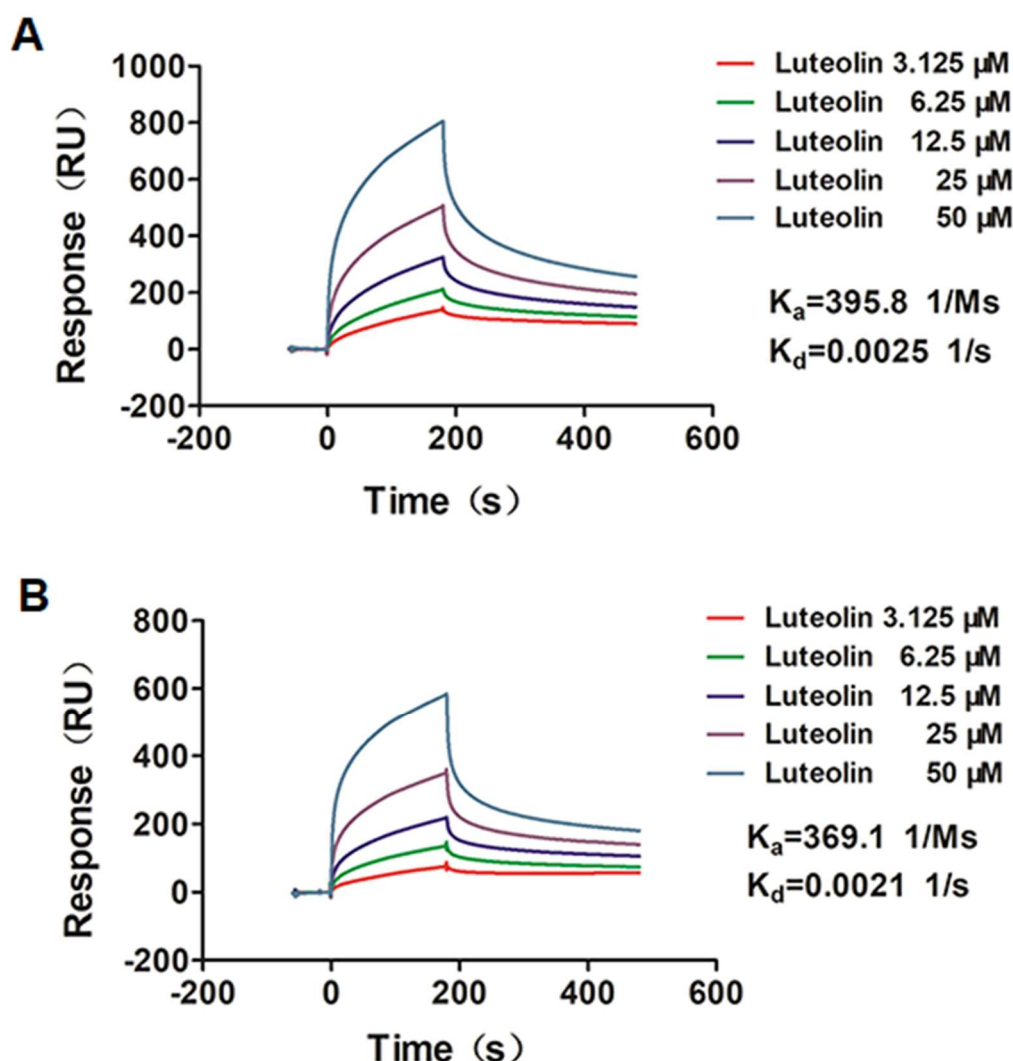 A
1000
800
600
400
200
0
-200
-200 0 200 400 600
Response (RU)
Time (s)
Luteolin 3.125 µM
Luteolin 6.25 µM
Luteolin 12.5 µM
Luteolin 25 µM
Luteolin 50 µM
Ka=395.8 1/Ms
Kd=0.0025 1/s
B
800
600
400
200
0
-200
-200 0 200 400 600
Response (RU)
Time (s)
Luteolin 3.125 µM
Luteolin 6.25 µM
Luteolin 12.5 µM
Luteolin 25 µM
Luteolin 50 µM
Ka=369.1 1/Ms
Kd=0.0021 1/s